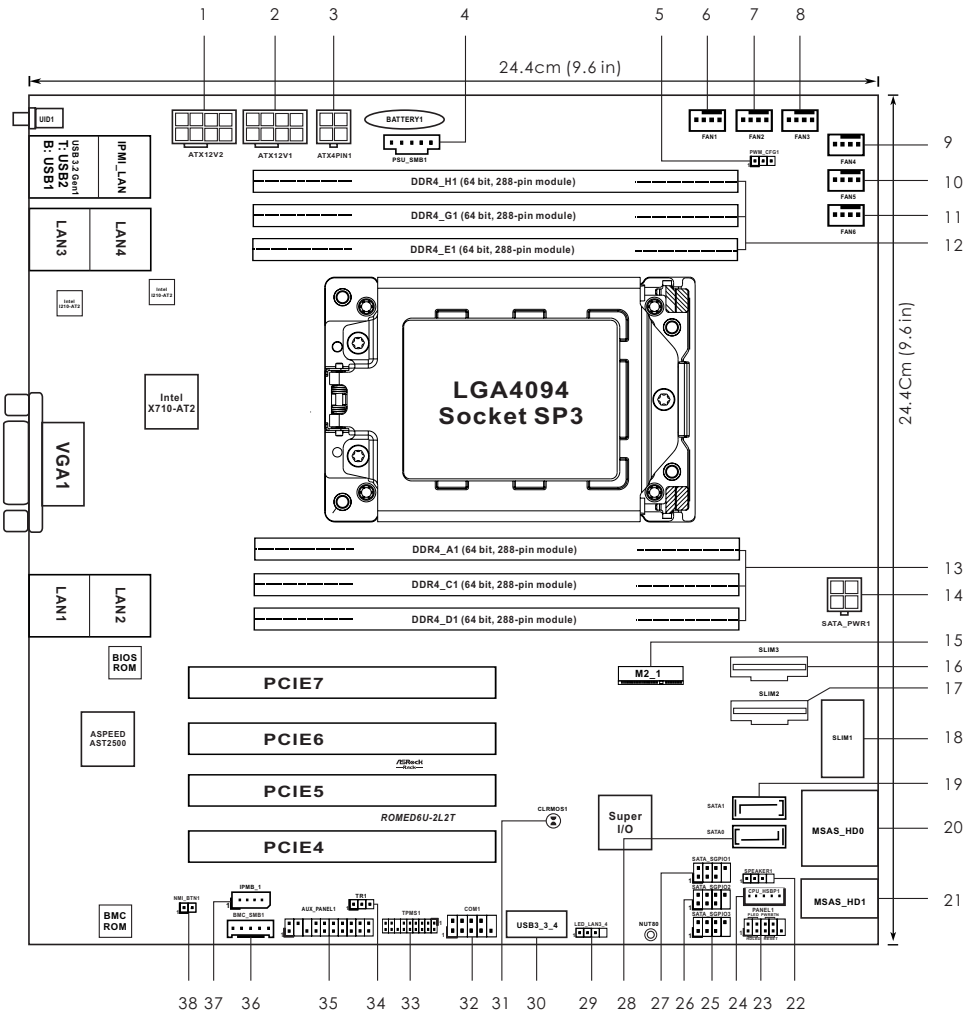 1 2 3 4 5 6 7 8
24.4cm (9.6 in)
UID1
ATX12V2
ATX12V1
ATX4PIN1
BATTERY1
PSU_SMB1
FAN1
FAN2
FAN3
PWM_CFG1
1
FAN4
9
FAN5
10
FAN6
11
12
USB 3.2 Gen1
T: USB2
B: USB1
IPMI_LAN
DDR4_H1 (64 bit, 288-pin module)
DDR4_G1 (64 bit, 288-pin module)
DDR4_E1 (64 bit, 288-pin module)
LAN3
LAN4
Intel
I210-AT2
Intel
I210-AT2
Intel
X710-AT2
LGA4094
Socket SP3
24.4Cm (9.6 in)
VGA1
DDR4_A1 (64 bit, 288-pin module)
DDR4_C1 (64 bit, 288-pin module)
DDR4_D1 (64 bit, 288-pin module)
13
LAN1
LAN2
SATA_PWR1
14
15
BIOS
ROM
M2_1
SLIM3
16
SLIM2
17
SLIM1
18
PCIE7
PCIE6
PCIE5
PCIE4
ASPEED
AST2500
ASRock
Rack
ROMED6U-2L2T
CLRMOS1
Super
I/O
SATA1
SATA0
19
MSAS_HD0
20
MSAS_HD1
21
SATA_SGPIO1
SATA_SGPIO2
SATA_SGPIO3
SPEAKER1
CPU_HSBP1
PANEL1
PLED PWRBTN
HDLED RESET
NMI_BTN1
IPMB_1
BMC_SMB1
AUX_PANEL1
TR1
TPMS1
COM1
USB3_3_4
LED_LAN3_4
NUT80
BMC
ROM
38 37 36 35 34 33 32 31 30 29 28 27 26 25 24 23 22